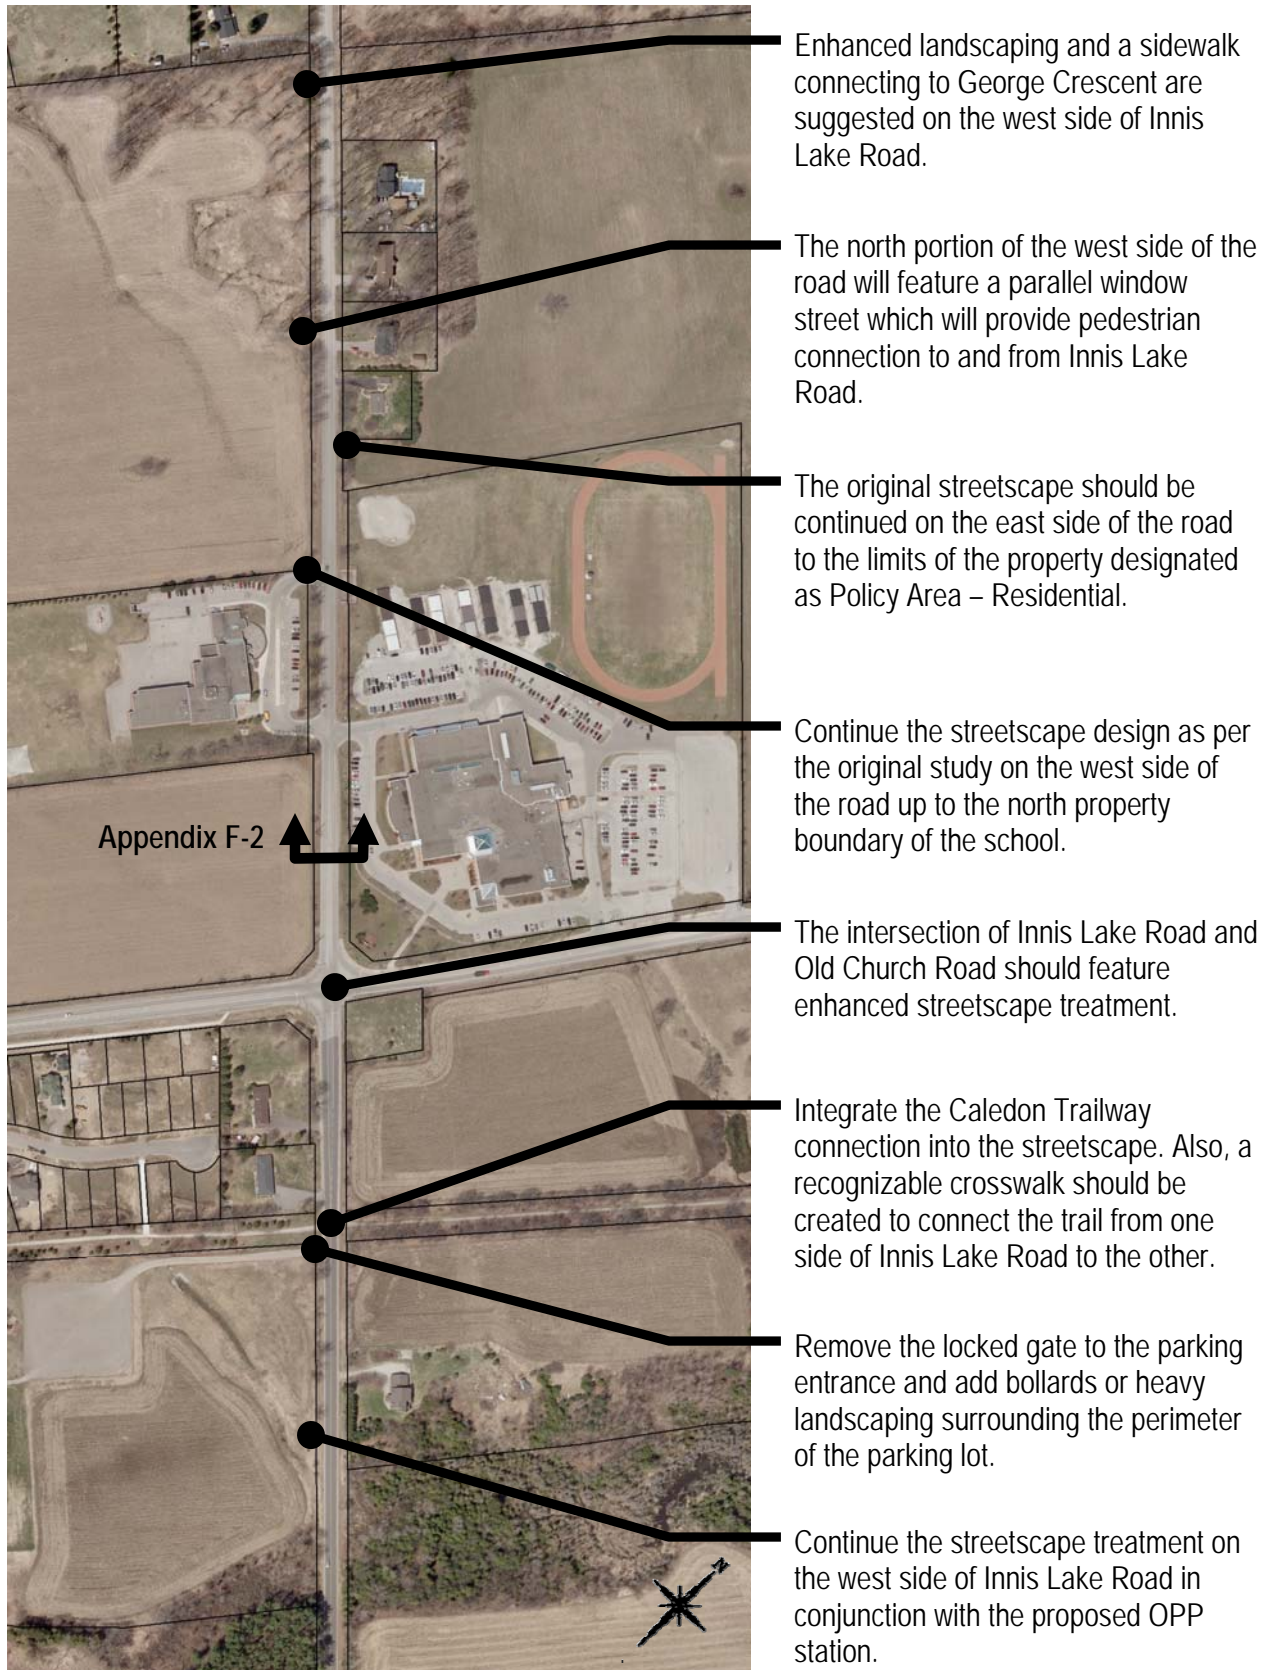 Enhanced landscaping and a sidewalk
connecting to George Crescent are
suggested on the west side of Innis
Lake Road.
The north portion of the west side of the
road will feature a parallel window
street which will provide pedestrian
connection to and from Innis Lake
Road.
The original streetscape should be
continued on the east side of the road
to the limits of the property designated
as Policy Area – Residential.
Continue the streetscape design as per
the original study on the west side of
the road up to the north property
boundary of the school.
Appendix F-2
The intersection of Innis Lake Road and
Old Church Road should feature
enhanced streetscape treatment.
Integrate the Caledon Trailway
connection into the streetscape. Also, a
recognizable crosswalk should be
created to connect the trail from one
side of Innis Lake Road to the other.
Remove the locked gate to the parking
entrance and add bollards or heavy
landscaping surrounding the perimeter
of the parking lot.
Continue the streetscape treatment on
the west side of Innis Lake Road in
conjunction with the proposed OPP
station.
N